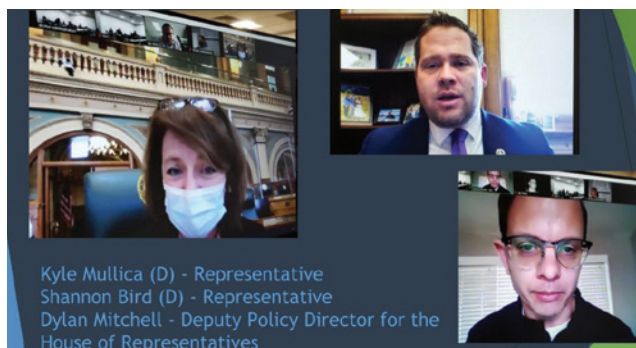 Kyle Mullica (D) - Representative
Shannon Bird (D) - Representative
Dylan Mitchell - Deputy Policy Director for the
House of Representatives